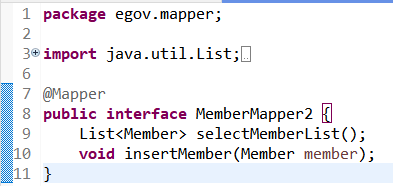 1 package egov.mapper;
2
3 import java.util.List;
7 @Mapper
8 public interface MemberMapper2 {
9 List<Member> selectMemberList();
10 void insertMember(Member member);
11 }